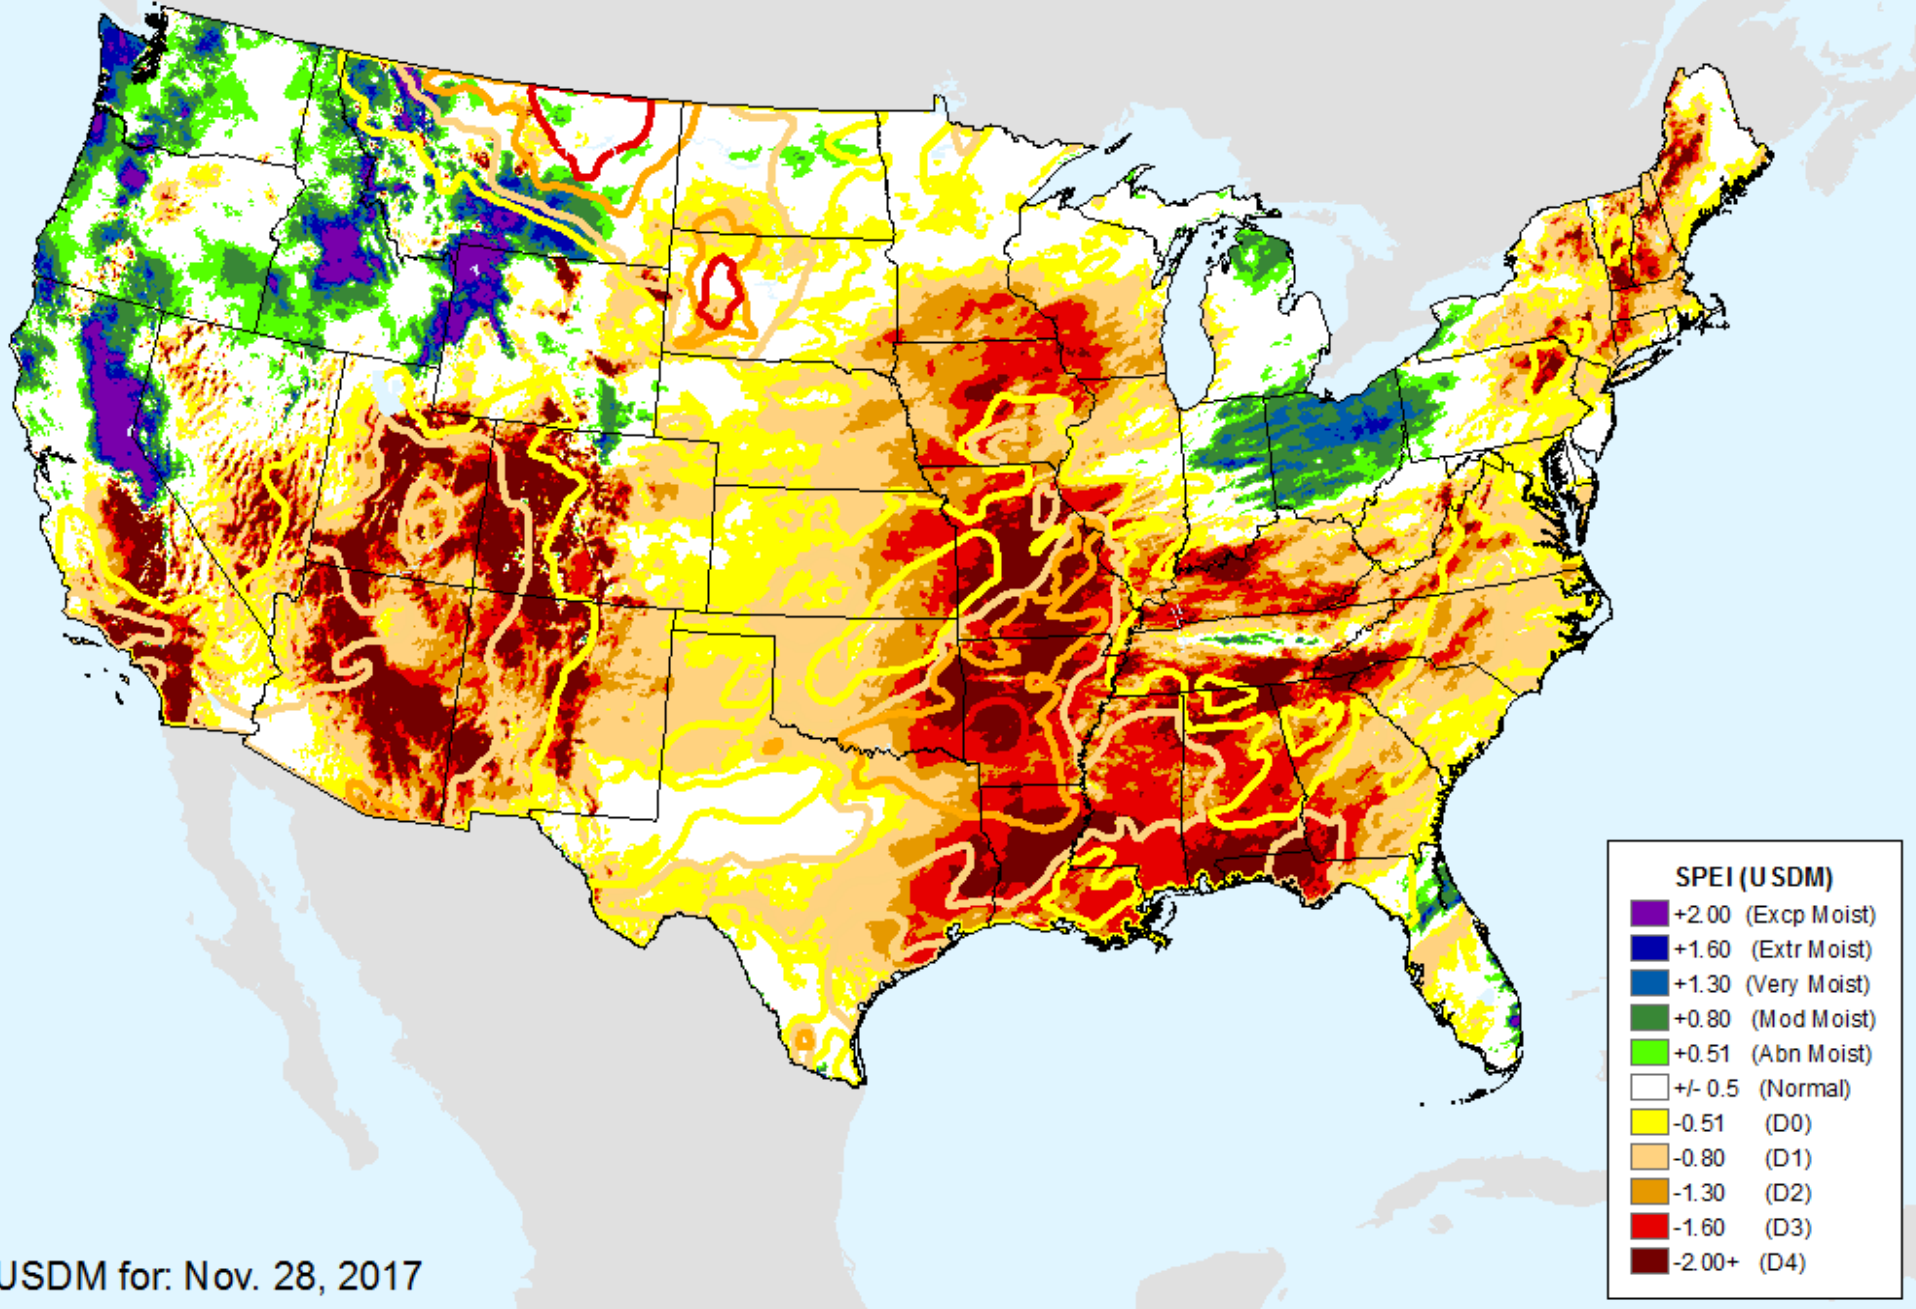 SPEI (USDM)
+2.00 (Excp Moist)
+1.60 (Extr Moist)
+1.30 (Very Moist)
+0.80 (Mod Moist)
+0.51 (Abn Moist)
+/- 0.5 (Normal)
-0.51 (D0)
-0.80 (D1)
-1.30 (D2)
-1.60 (D3)
-2.00+ (D4)
USDM for: Nov. 28, 2017